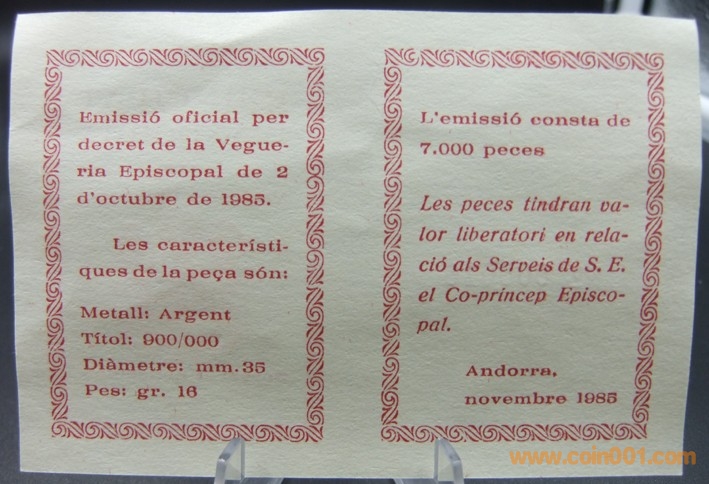 Emissió oficial per
decret de la Vegue-
ria Episcopal de 2
d'octubre de 1985.
Les característi-
ques de la peça són:
Metall: Argent
Títol: 900/000
Diàmetre: mm. 35
Pes: gr. 16
L'emissió consta de
7.000 peces
Les peces tindran va-
lor liberatori en rela-
ció als Serveis de S. E.
el Co-príncep Episco-
pal.
Andorra,
novembre 1985
www.coin001.com